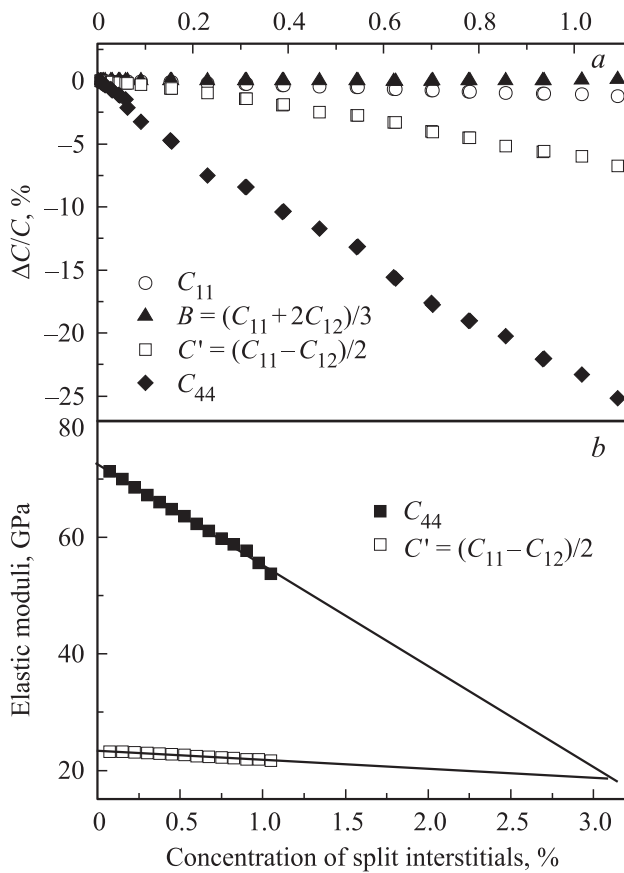 0 0.2 0.4 0.6 0.8 1.0
a
0
–5
–10
–15
–20
–25
ΔC/C, %
C11
B = (C11 + 2C12)/3
C' = (C11 – C12)/2
C44
b
80
60
40
20
Elastic moduli, GPa
C44
C' = (C11 – C12)/2
0 0.5 1.0 1.5 2.0 2.5 3.0
Concentration of split interstitials, %